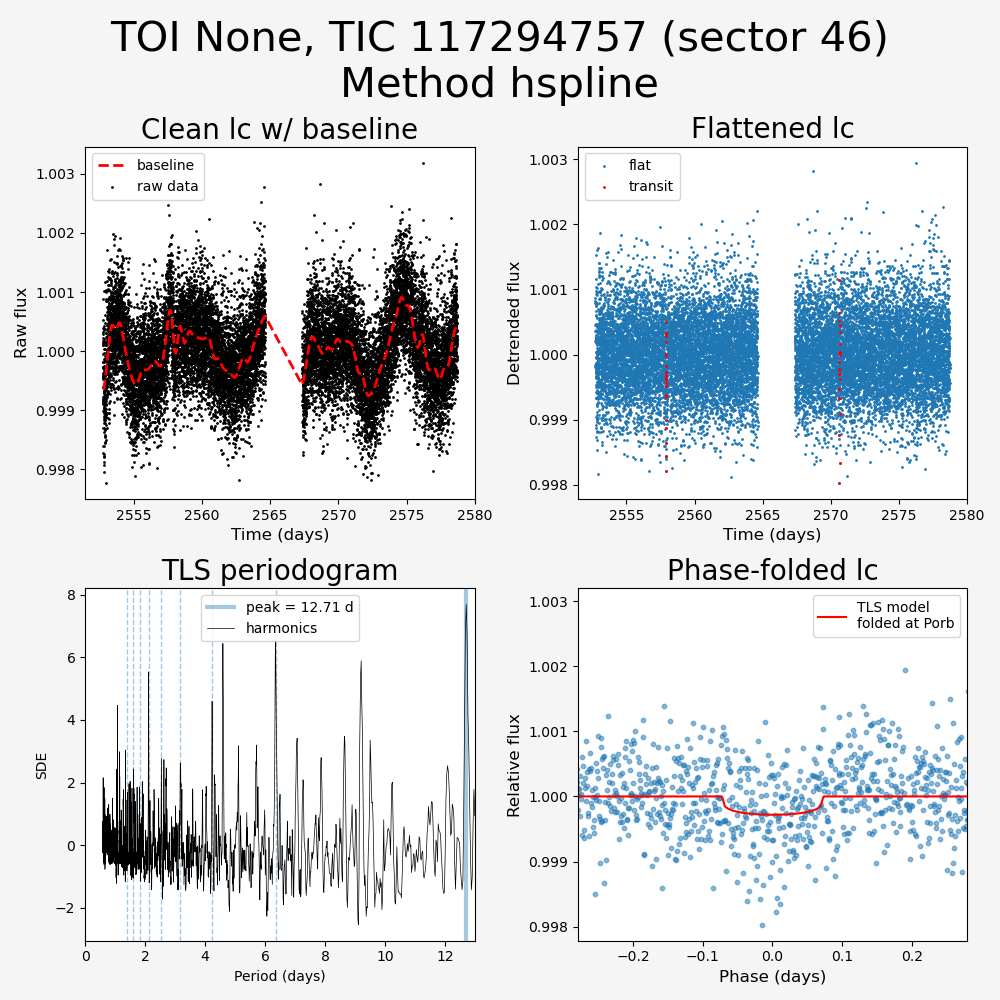 TOI None, TIC 117294757 (sector 46)
Method hspline
Clean lc w/ baseline
baseline
raw data
1.003
1.002
1.001
1.000
0.999
0.998
Raw flux
2555
2560
2565
2570
2575
2580
Time (days)
Flattened lc
flat
transit
1.003
1.002
1.001
1.000
0.999
0.998
Detrended flux
2555
2560
2565
2570
2575
2580
Time (days)
TLS periodogram
peak = 12.71 d
harmonics
8
6
4
2
0
−2
SDE
0
2
4
6
8
10
12
Period (days)
Phase-folded lc
TLS model
folded at Porb
1.003
1.002
1.001
1.000
0.999
0.998
Relative flux
−0.2
−0.1
0.0
0.1
0.2
Phase (days)